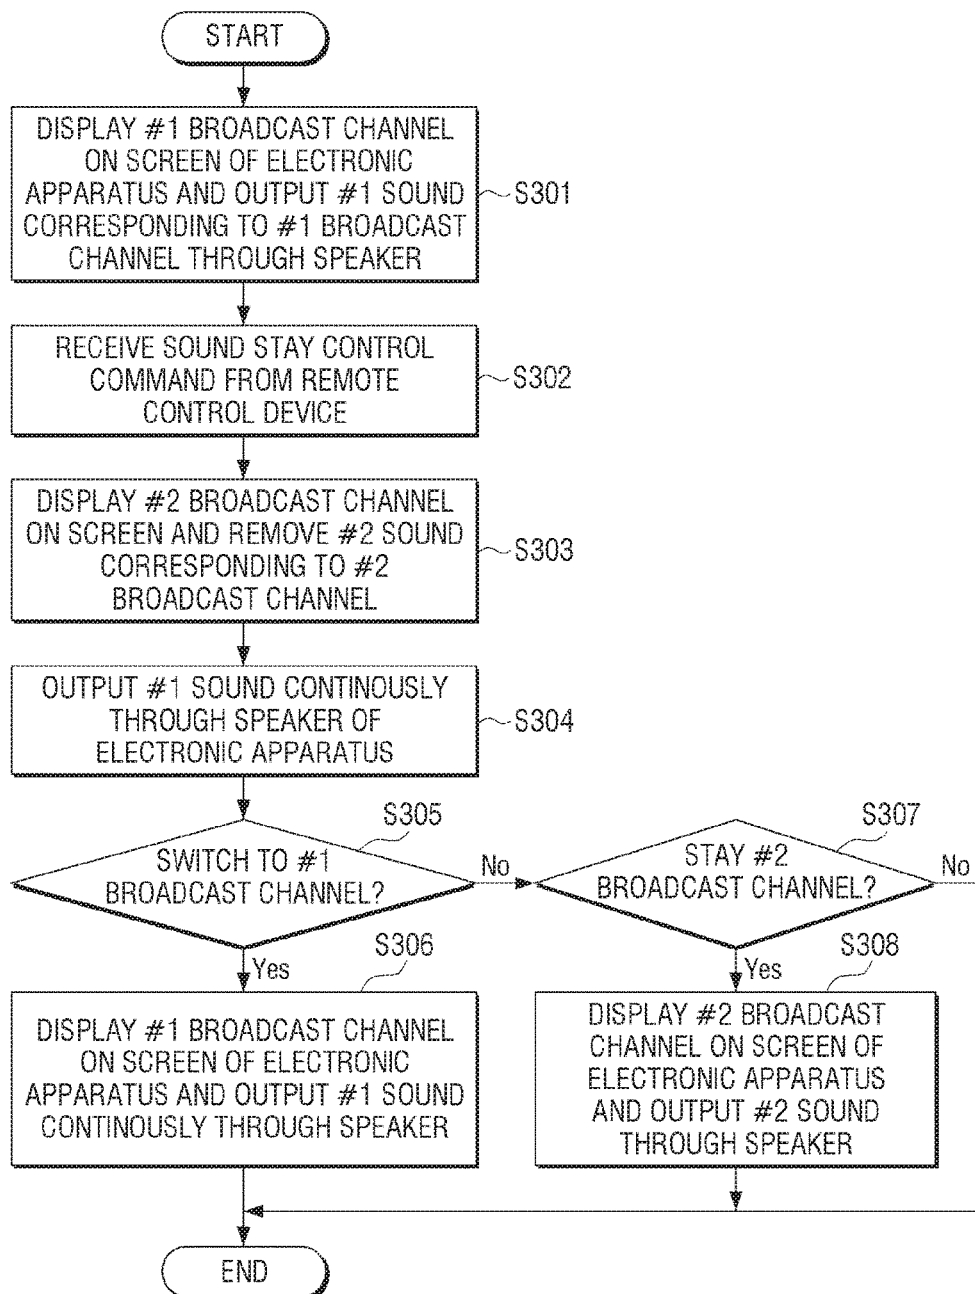 START
DISPLAY #1 BROADCAST CHANNEL
ON SCREEN OF ELECTRONIC
APPARATUS AND OUTPUT #1 SOUND
CORRESPONDING TO #1 BROADCAST
CHANNEL THROUGH SPEAKER
S301
RECEIVE SOUND STAY CONTROL
COMMAND FROM REMOTE
CONTROL DEVICE
S302
DISPLAY #2 BROADCAST CHANNEL
ON SCREEN AND REMOVE #2 SOUND
CORRESPONDING TO #2
BROADCAST CHANNEL
S303
OUTPUT #1 SOUND CONTINOUSLY
THROUGH SPEAKER OF
ELECTRONIC APPARATUS
S304
S305
SWITCH TO #1
BROADCAST CHANNEL?
No
S307
STAY #2
BROADCAST CHANNEL?
No
Yes
S306
DISPLAY #1 BROADCAST CHANNEL
ON SCREEN OF ELECTRONIC
APPARATUS AND OUTPUT #1 SOUND
CONTINOUSLY THROUGH SPEAKER
Yes
S308
DISPLAY #2 BROADCAST
CHANNEL ON SCREEN OF
ELECTRONIC APPARATUS
AND OUTPUT #2 SOUND
THROUGH SPEAKER
END